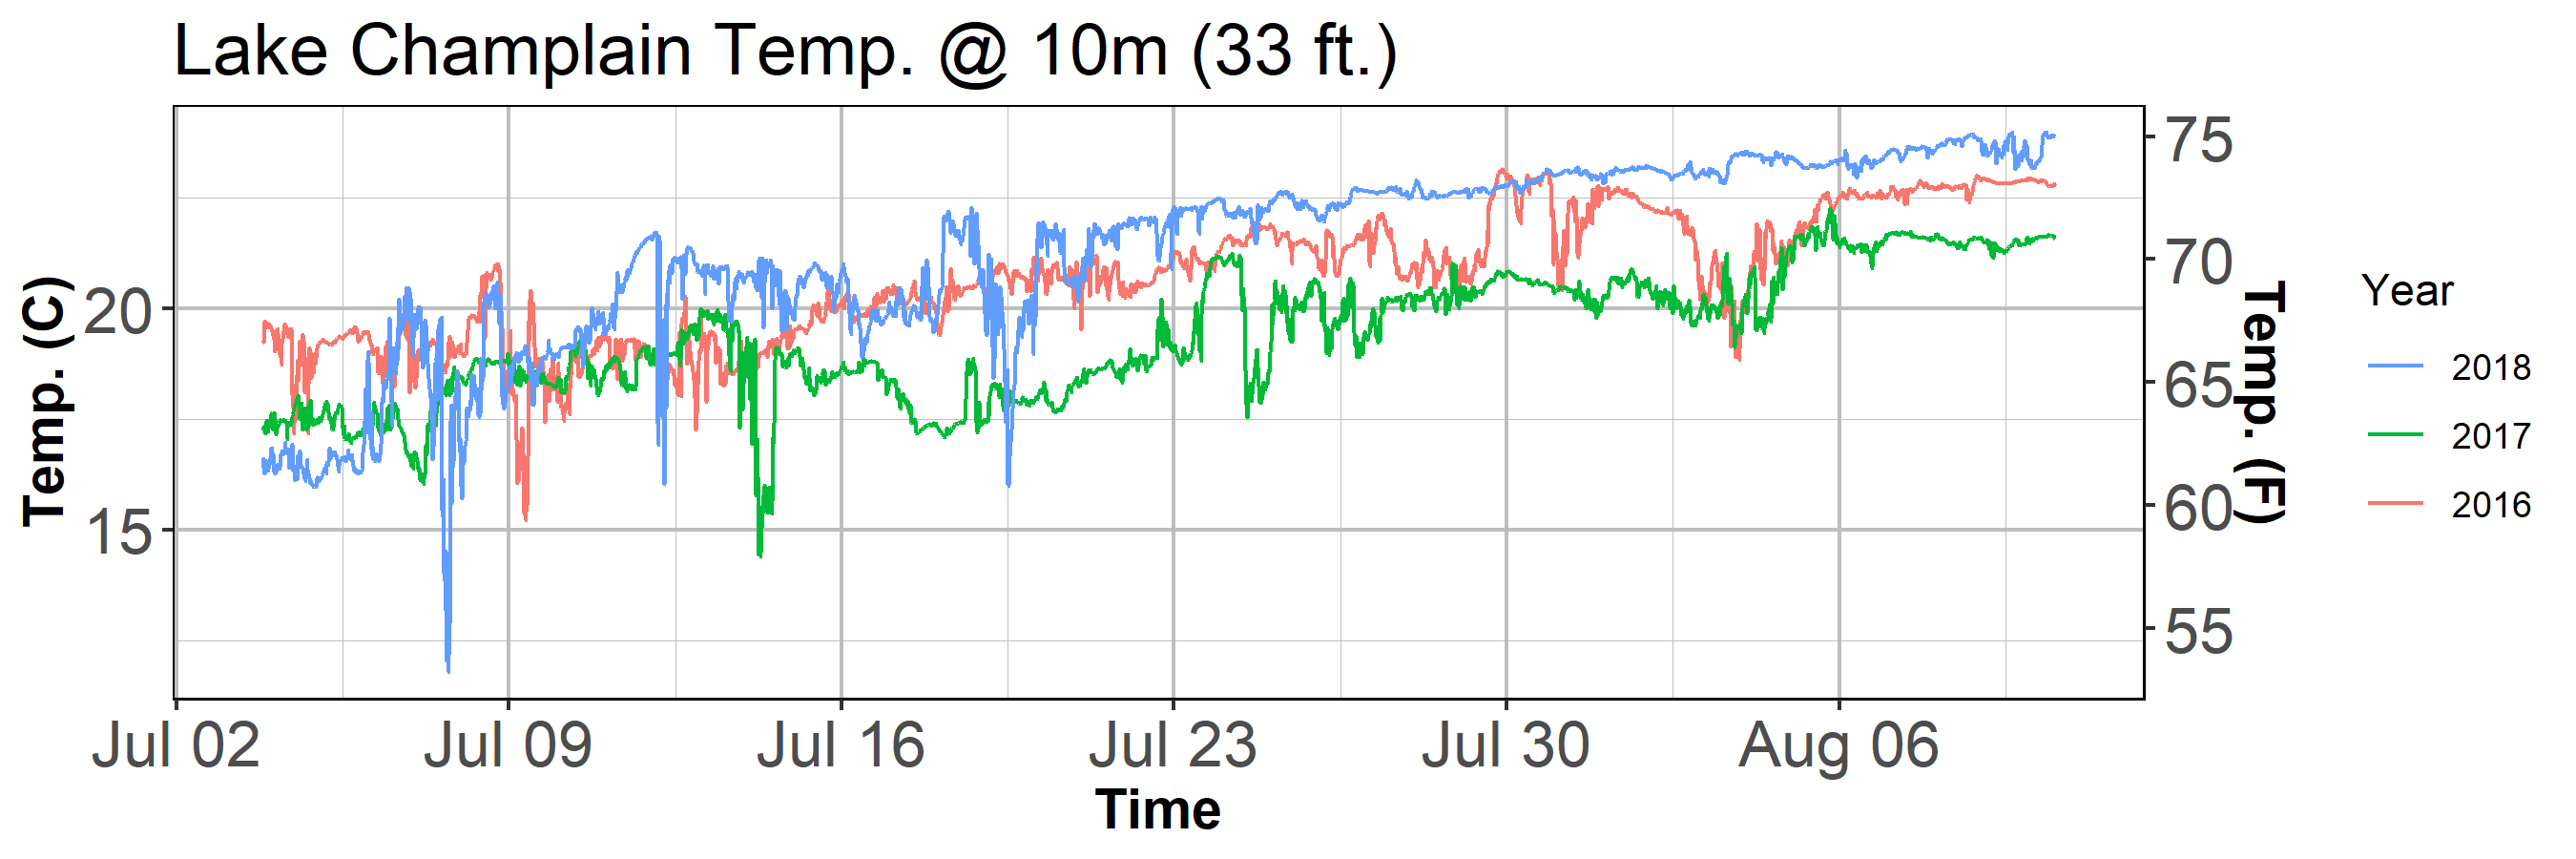 Lake Champlain Temp. @ 10m (33 ft.)
Temp. (C)
20
15
75
70
65
60
55
Temp. (F)
Jul 02
Jul 09
Jul 16
Jul 23
Jul 30
Aug 06
Time
Year
2018
2017
2016